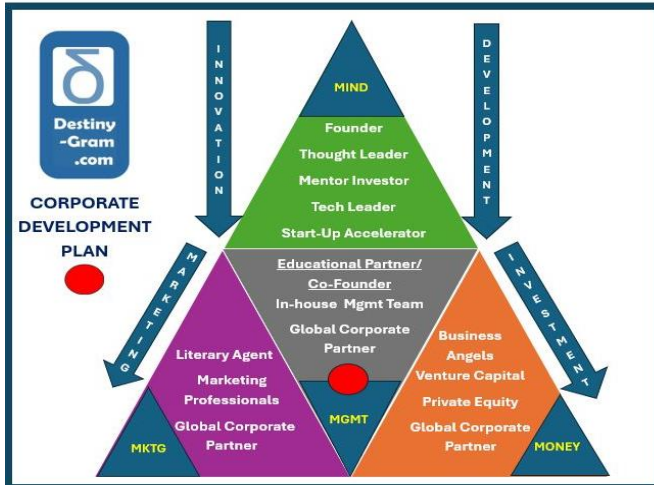 δ
Destiny
-Gram
.com
CORPORATE
DEVELOPMENT
PLAN
INNOVATION
DEVELOPMENT
MIND
Founder
Thought Leader
Mentor Investor
Tech Leader
Start-Up Accelerator
MARKETING
INVESTMENT
Educational Partner/
Co-Founder
In-house Mgmt Team
Global Corporate
Partner
MGMT
Literary Agent
Marketing
Professionals
Global Corporate
Partner
MKTG
Business
Angels
Venture Capital
Private Equity
Global Corporate
Partner
MONEY